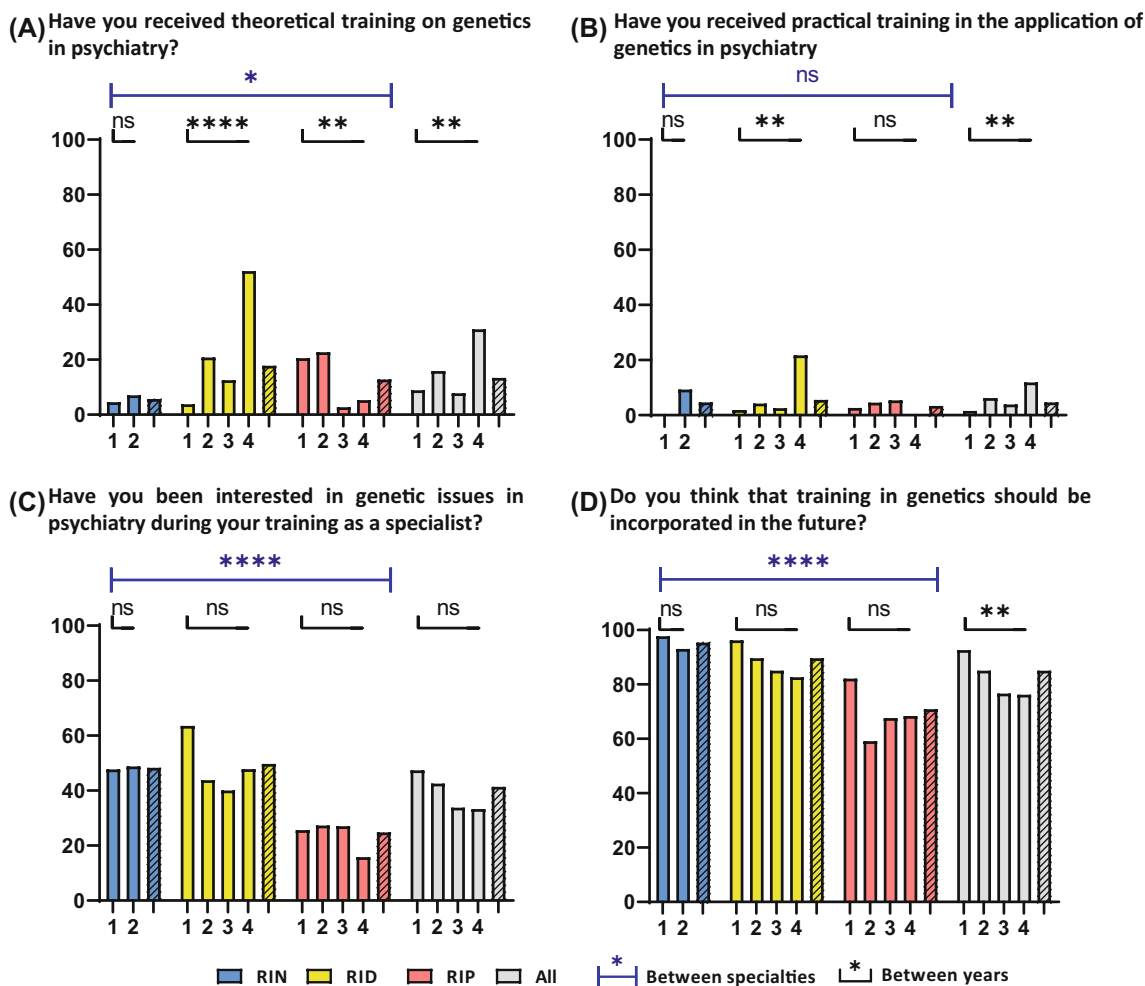 (A) Have you received theoretical training on genetics
in psychiatry?
*
ns **** ** **
100
80
60
40
20
0
1 2 1 2 3 4 1 2 3 4 1 2 3 4
(B) Have you received practical training in the application of
genetics in psychiatry
ns
ns ** ns **
100
80
60
40
20
0
1 2 1 2 3 4 1 2 3 4 1 2 3 4
(C) Have you been interested in genetic issues in
psychiatry during your training as a specialist?
****
ns ns ns ns
100
80
60
40
20
0
1 2 1 2 3 4 1 2 3 4 1 2 3 4
(D) Do you think that training in genetics should be
incorporated in the future?
****
ns ns ns **
100
80
60
40
20
0
1 2 1 2 3 4 1 2 3 4 1 2 3 4
RIN RID RIP All * Between specialties * Between years